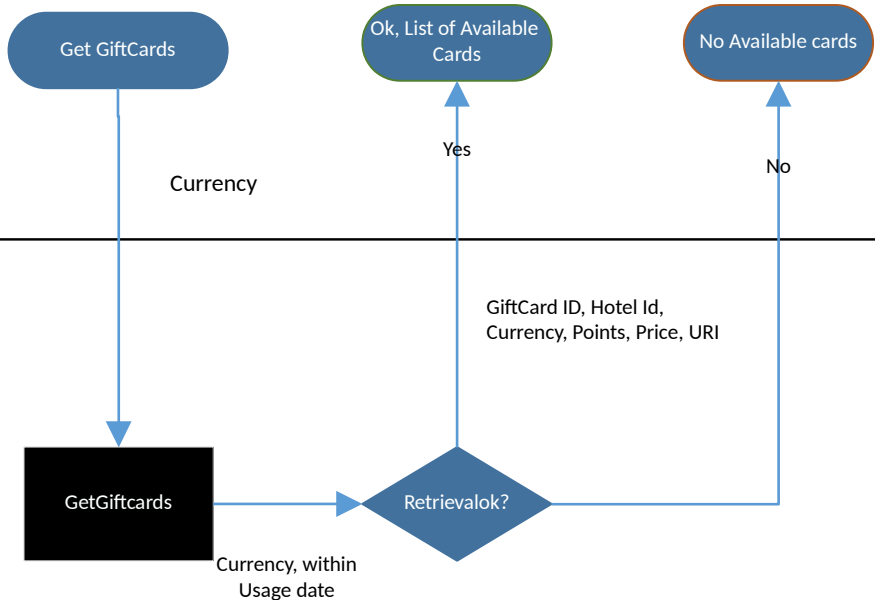 Get GiftCards
Ok, List of Available
Cards
No Available cards
Yes
No
Currency
GiftCard ID, Hotel Id,
Currency, Points, Price, URI
GetGiftcards
Retrievalok?
Currency, within
Usage date